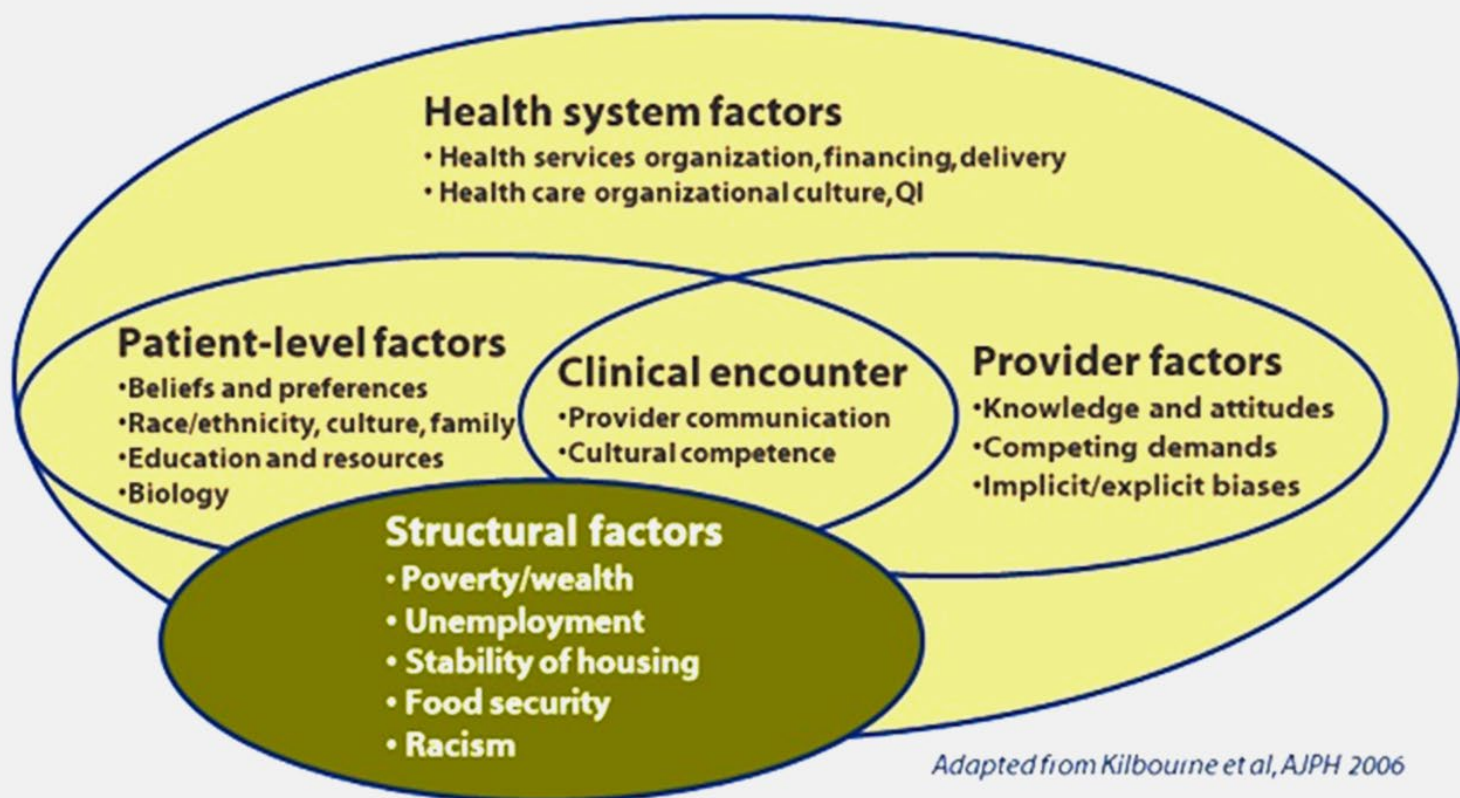 Health system factors
• Health services organization, financing, delivery
• Health care organizational culture, QI
Patient-level factors
•Beliefs and preferences
•Race/ethnicity, culture, family
•Education and resources
•Biology
Clinical encounter
•Provider communication
•Cultural competence
Provider factors
•Knowledge and attitudes
•Competing demands
•Implicit/explicit biases
Structural factors
• Poverty/wealth
• Unemployment
• Stability of housing
• Food security
• Racism
Adapted from Kilbourne et al, AJPH 2006